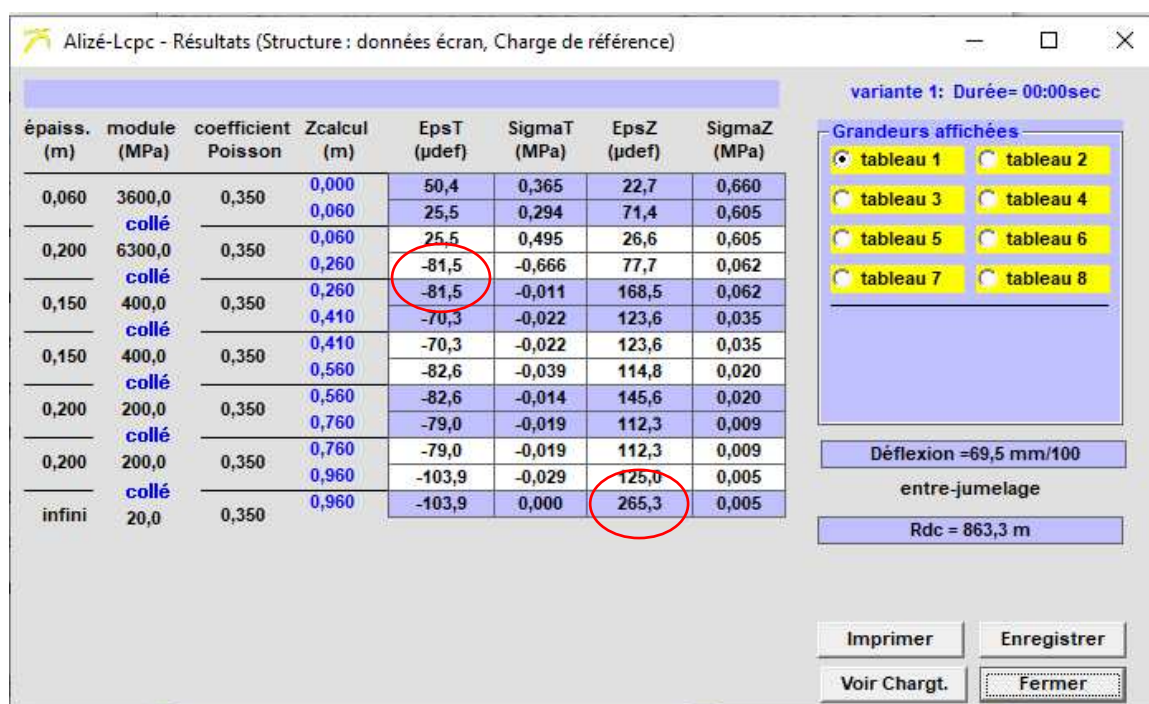 Alizé-Lcpc - Résultats (Structure : données écran, Charge de référence)
variante 1: Durée= 00:00sec
épaiss. module coefficient Zcalcul EpsT SigmaT EpsZ SigmaZ
(m) (MPa) Poisson (m) (µdef) (MPa) (µdef) (MPa)
0,060 3600,0 0,350 0,000 50,4 0,365 22,7 0,660
collé 0,060 25,5 0,294 71,4 0,605
0,200 6300,0 0,350 0,060 25,5 0,495 26,6 0,605
collé 0,260 -81,5 -0,666 77,7 0,062
0,150 400,0 0,350 0,260 -81,5 -0,011 168,5 0,062
collé 0,410 -70,3 -0,022 123,6 0,035
0,150 400,0 0,350 0,410 -70,3 -0,022 123,6 0,035
collé 0,560 -82,6 -0,039 114,8 0,020
0,200 200,0 0,350 0,560 -82,6 -0,014 145,6 0,020
collé 0,760 -79,0 -0,019 112,3 0,009
0,200 200,0 0,350 0,760 -79,0 -0,019 112,3 0,009
collé 0,960 -103,9 -0,029 125,0 0,005
infini 20,0 0,350 0,960 -103,9 0,000 265,3 0,005
Grandeurs affichées
tableau 1 tableau 2
tableau 3 tableau 4
tableau 5 tableau 6
tableau 7 tableau 8
Déflexion =69,5 mm/100
entre-jumelage
Rdc = 863,3 m
Imprimer Enregistrer
Voir Chargt. Fermer